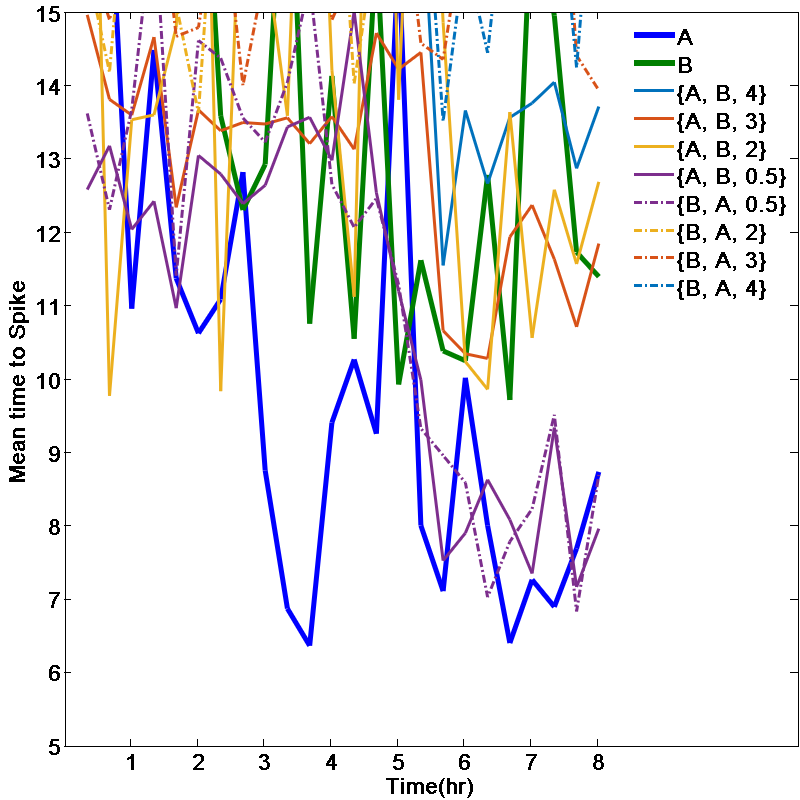 15
14
13
12
11
10
9
8
7
6
5
Mean time to Spike
1 2 3 4 5 6 7 8
Time(hr)
A
B
{A, B, 4}
{A, B, 3}
{A, B, 2}
{A, B, 0.5}
{B, A, 0.5}
{B, A, 2}
{B, A, 3}
{B, A, 4}